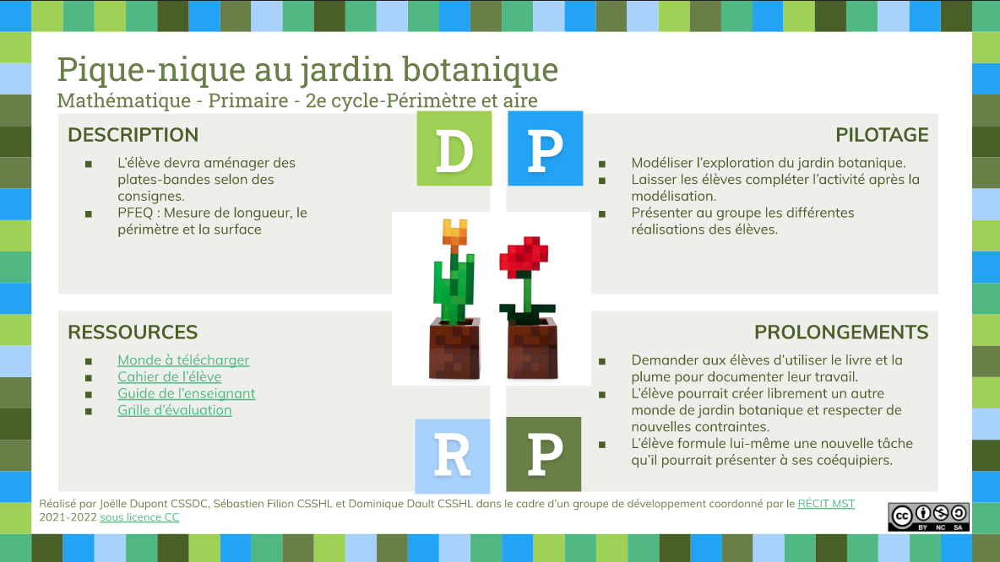 Pique-nique au jardin botanique
Mathématique - Primaire - 2e cycle-Périmètre et aire
DESCRIPTION
■ L'élève devra aménager des
plates-bandes selon des
consignes.
■ PFEQ : Mesure de longueur, le
périmètre et la surface
D
P
PILOTAGE
■ Modéliser l'exploration du jardin botanique.
■ Laisser les élèves compléter l'activité après la
modélisation.
■ Présenter au groupe les différentes
réalisations des élèves.
RESSOURCES
■ Monde à télécharger
■ Cahier de l'élève
■ Guide de l'enseignant
■ Grille d'évaluation
R
P
PROLONGEMENTS
■ Demander aux élèves d'utiliser le livre et la
plume pour documenter leur travail.
■ L'élève pourrait créer librement un autre
monde de jardin botanique et respecter de
nouvelles contraintes.
■ L'élève formule lui-même une nouvelle tâche
qu'il pourrait présenter à ses coéquipiers.
Réalisé par Joëlle Dupont CSSDC, Sébastien Filion CSSHL et Dominique Dault CSSHL dans le cadre d'un groupe de développement coordonné par le RÉCIT MST
2021-2022 sous licence CC
cc
BY NC SA